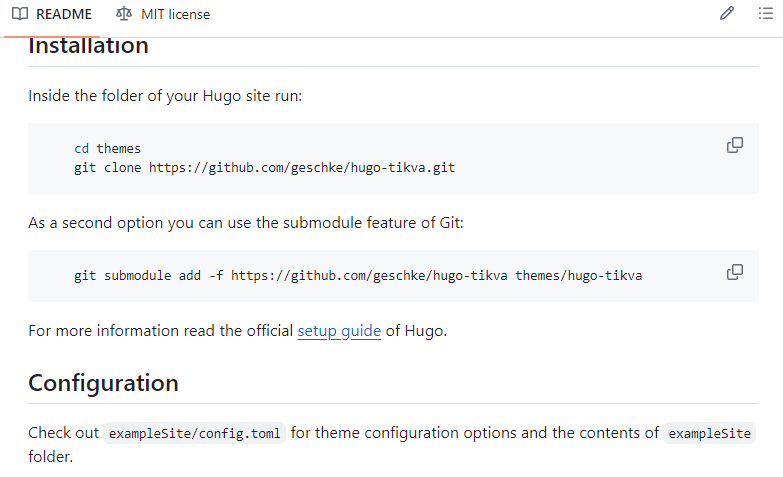 README MIT license
Installation
Inside the folder of your Hugo site run:
cd themes
git clone https://github.com/geschke/hugo-tikva.git
As a second option you can use the submodule feature of Git:
git submodule add -f https://github.com/geschke/hugo-tikva themes/hugo-tikva
For more information read the official setup guide of Hugo.
Configuration
Check out exampleSite/config.toml for theme configuration options and the contents of exampleSite
folder.